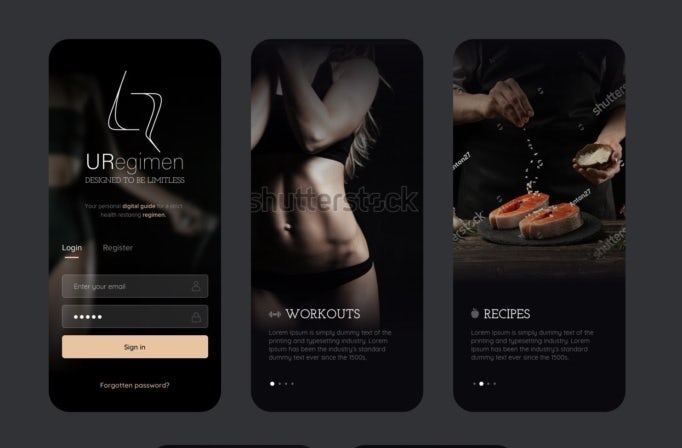 URegimen
DESIGNED TO BE LIMITLESS
Your personal digital guide for a strict
health restoring regimen.
Login Register
Enter your email
Sign in
Forgotten password?
shutterstock
WORKOUTS
Lorem Ipsum is simply dummy text of the
printing and typesetting industry. Lorem
Ipsum has been the industry's standard
dummy text ever since the 1500s.
shutterstock
RECIPES
Lorem Ipsum is simply dummy text of the
printing and typesetting industry. Lorem
Ipsum has been the industry's standard
dummy text ever since the 1500s.